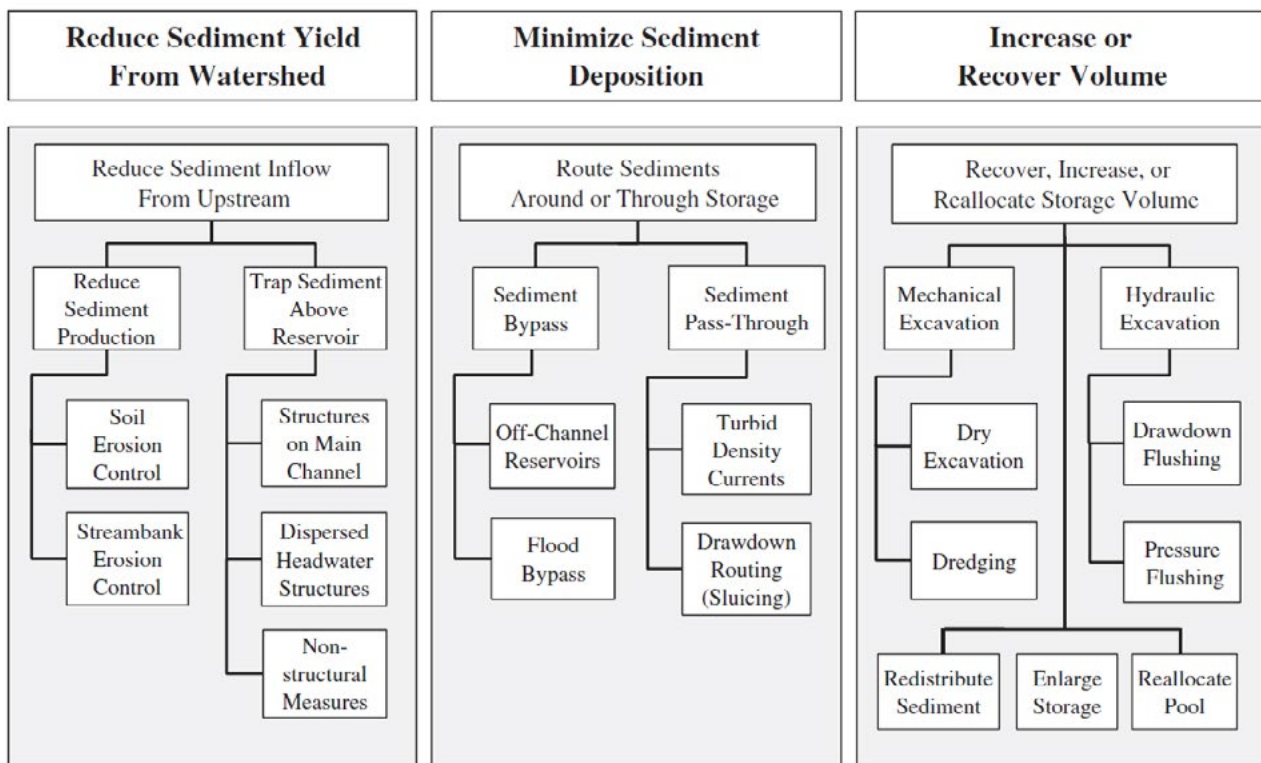 Reduce Sediment Yield
From Watershed
Minimize Sediment
Deposition
Increase or
Recover Volume
Reduce Sediment Inflow
From Upstream
Reduce
Sediment
Production
Trap Sediment
Above
Reservoir
Soil
Erosion
Control
Streambank
Erosion
Control
Structures
on Main
Channel
Dispersed
Headwater
Structures
Non-
structural
Measures
Route Sediments
Around or Through Storage
Sediment
Bypass
Sediment
Pass-Through
Off-Channel
Reservoirs
Flood
Bypass
Turbid
Density
Currents
Drawdown
Routing
(Sluicing)
Recover, Increase, or
Reallocate Storage Volume
Mechanical
Excavation
Hydraulic
Excavation
Dry
Excavation
Dredging
Drawdown
Flushing
Pressure
Flushing
Redistribute
Sediment
Enlarge
Storage
Reallocate
Pool